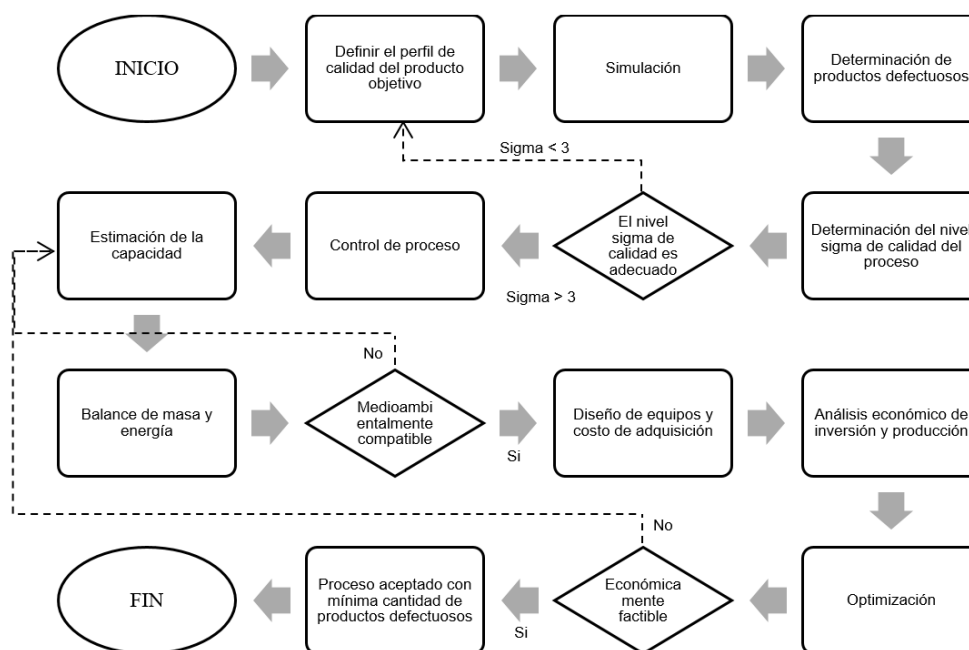 INICIO
Definir el perfil de
calidad del producto
objetivo
Simulación
Determinación de
productos defectuosos
Sigma < 3
Estimación de la
capacidad
Control de proceso
El nivel
sigma de
calidad es
adecuado
Determinación del nivel
sigma de calidad del
proceso
Sigma > 3
No
Balance de masa y
energía
Medioambi
entalmente
compatible
Si
Diseño de equipos y
costo de adquisición
Análisis económico de
inversión y producción
No
FIN
Proceso aceptado con
mínima cantidad de
productos defectuosos
Si
Económica
mente
factible
Optimización